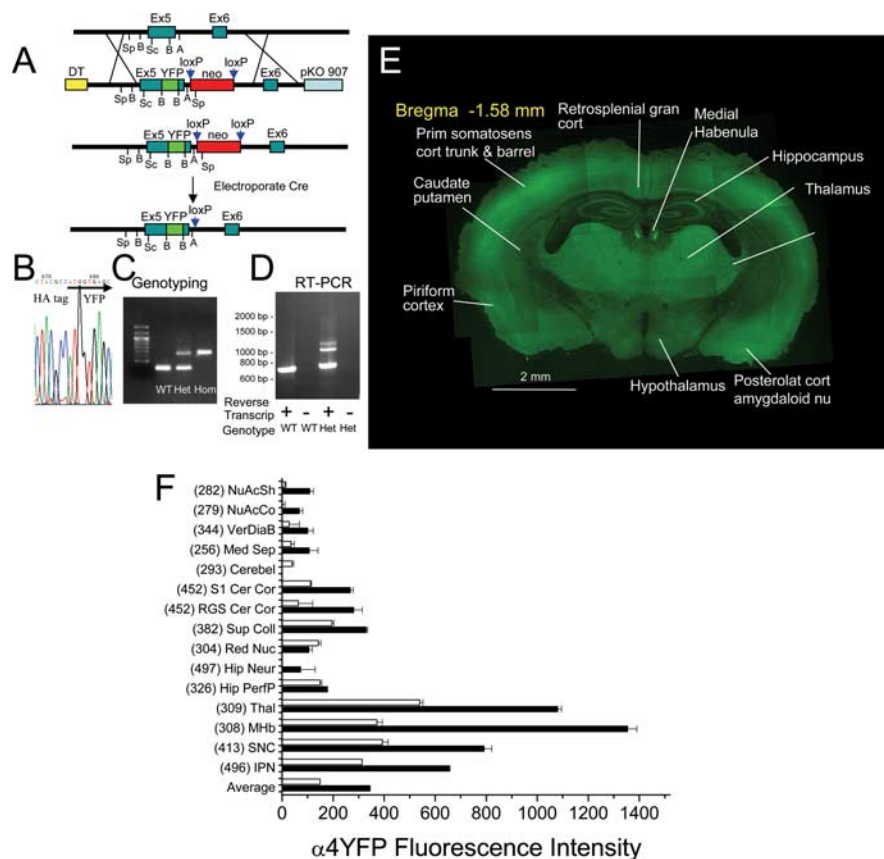 A
Ex5 Ex6
Sp B Sc B A
loxP loxP
DT Ex5 YFP neo Ex6 pKO 907
Sp B Sc B B A Sp
loxP loxP
Ex5 YFP neo Ex6
Sp B Sc B B A Sp
Electroporate Cre
loxP
Ex5 YFP Ex6
Sp B Sc B B A
B
HA tag YFP
C
Genotyping
WT Het Hom
D
RT-PCR
2000 bp -
1500 bp -
1000 bp -
800 bp -
600 bp -
Reverse
Transcrip + - + -
Genotype WT WT Het Het
E
Bregma -1.58 mm
Retrosplenial gran
cort
Medial
Habenula
Prim somatosens
cort trunk & barrel
Hippocampus
Caudate
putamen
Thalamus
Piriform
cortex
2 mm
Hypothalamus
Posterolat cort
amygdaloid nu
F
(282) NuAcSh
(279) NuAcCo
(344) VerDiaB
(256) Med Sep
(293) Cerebel
(452) S1 Cer Cor
(452) RGS Cer Cor
(382) Sup Coll
(304) Red Nuc
(497) Hip Neur
(326) Hip PerfP
(309) Thal
(308) MHb
(413) SNC
(496) IPN
Average
0 200 400 600 800 1000 1200 1400
α4YFP Fluorescence Intensity